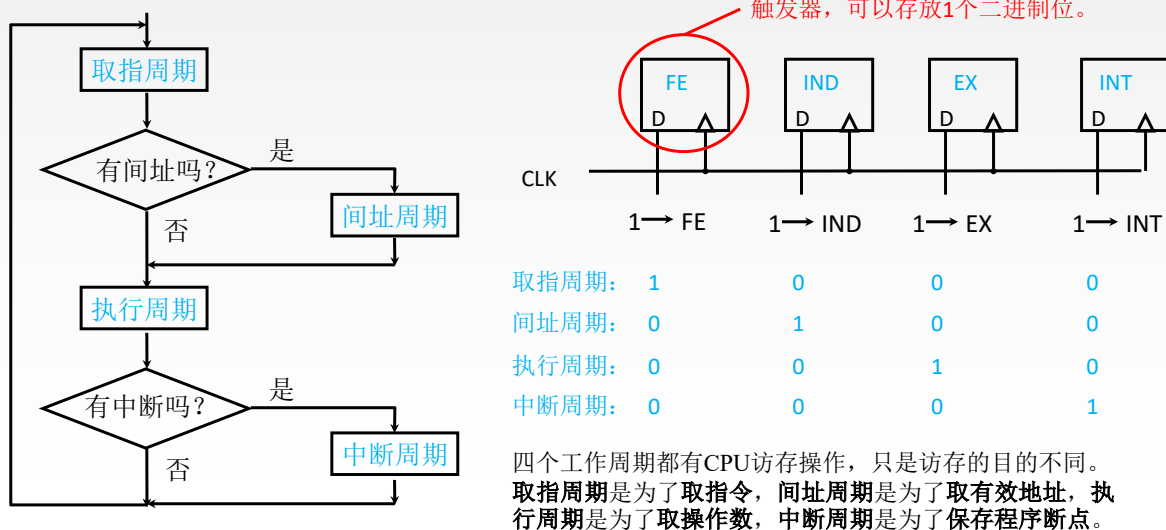 触发器，可以存放1个二进制位。
取指周期
有间址吗？
是
否
间址周期
执行周期
有中断吗？
是
否
中断周期
FE
IND
EX
INT
D
D
D
D
CLK
1→ FE
1→ IND
1→ EX
1→ INT
取指周期： 1 0 0 0
间址周期： 0 1 0 0
执行周期： 0 0 1 0
中断周期： 0 0 0 1
四个工作周期都有CPU访存操作，只是访存的目的不同。
取指周期是为了取指令，间址周期是为了取有效地址，执
行周期是为了取操作数，中断周期是为了保存程序断点。